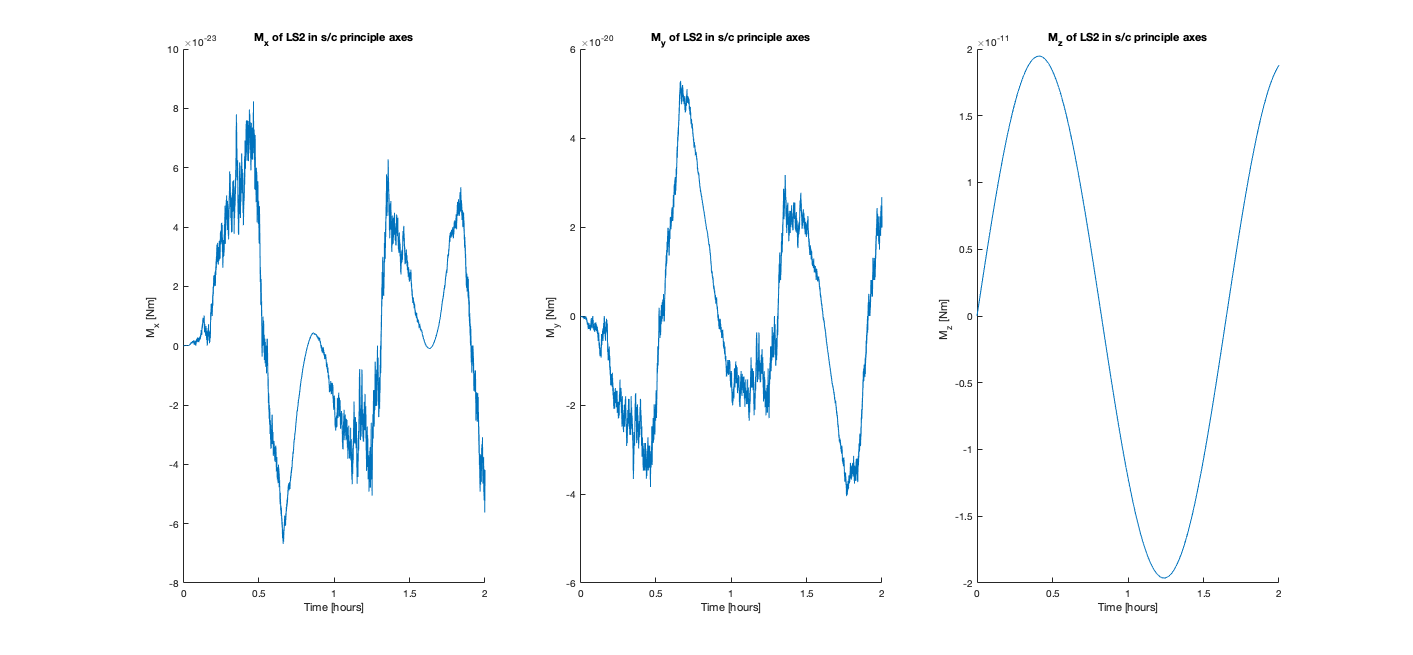 M_x of LS2 in s/c principle axes
×10^-23
10
8
6
4
2
0
-2
-4
-6
-8
M_x [Nm]
0 0.5 1 1.5 2
Time [hours]
M_y of LS2 in s/c principle axes
×10^-20
6
4
2
0
-2
-4
-6
M_y [Nm]
0 0.5 1 1.5 2
Time [hours]
M_z of LS2 in s/c principle axes
×10^-11
2
1.5
1
0.5
0
-0.5
-1
-1.5
-2
M_z [Nm]
0 0.5 1 1.5 2
Time [hours]